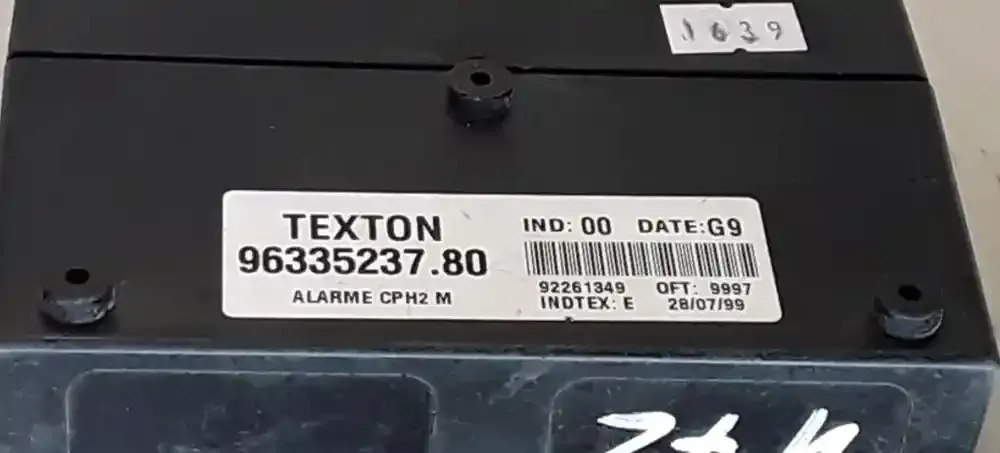 1639
TEXTON
96335237.80
ALARME CPH2 M
IND: 00 DATE:G9
92261349 OFT: 9997
INDTEX: E 28/07/99